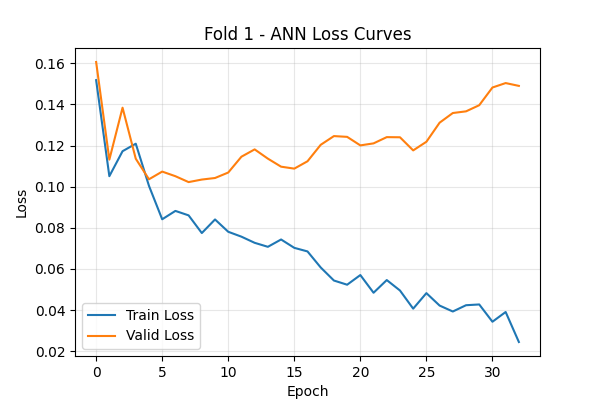 Fold 1 - ANN Loss Curves
0.16
0.14
0.12
0.10
0.08
0.06
0.04
0.02
Loss
Train Loss
Valid Loss
0 5 10 15 20 25 30
Epoch